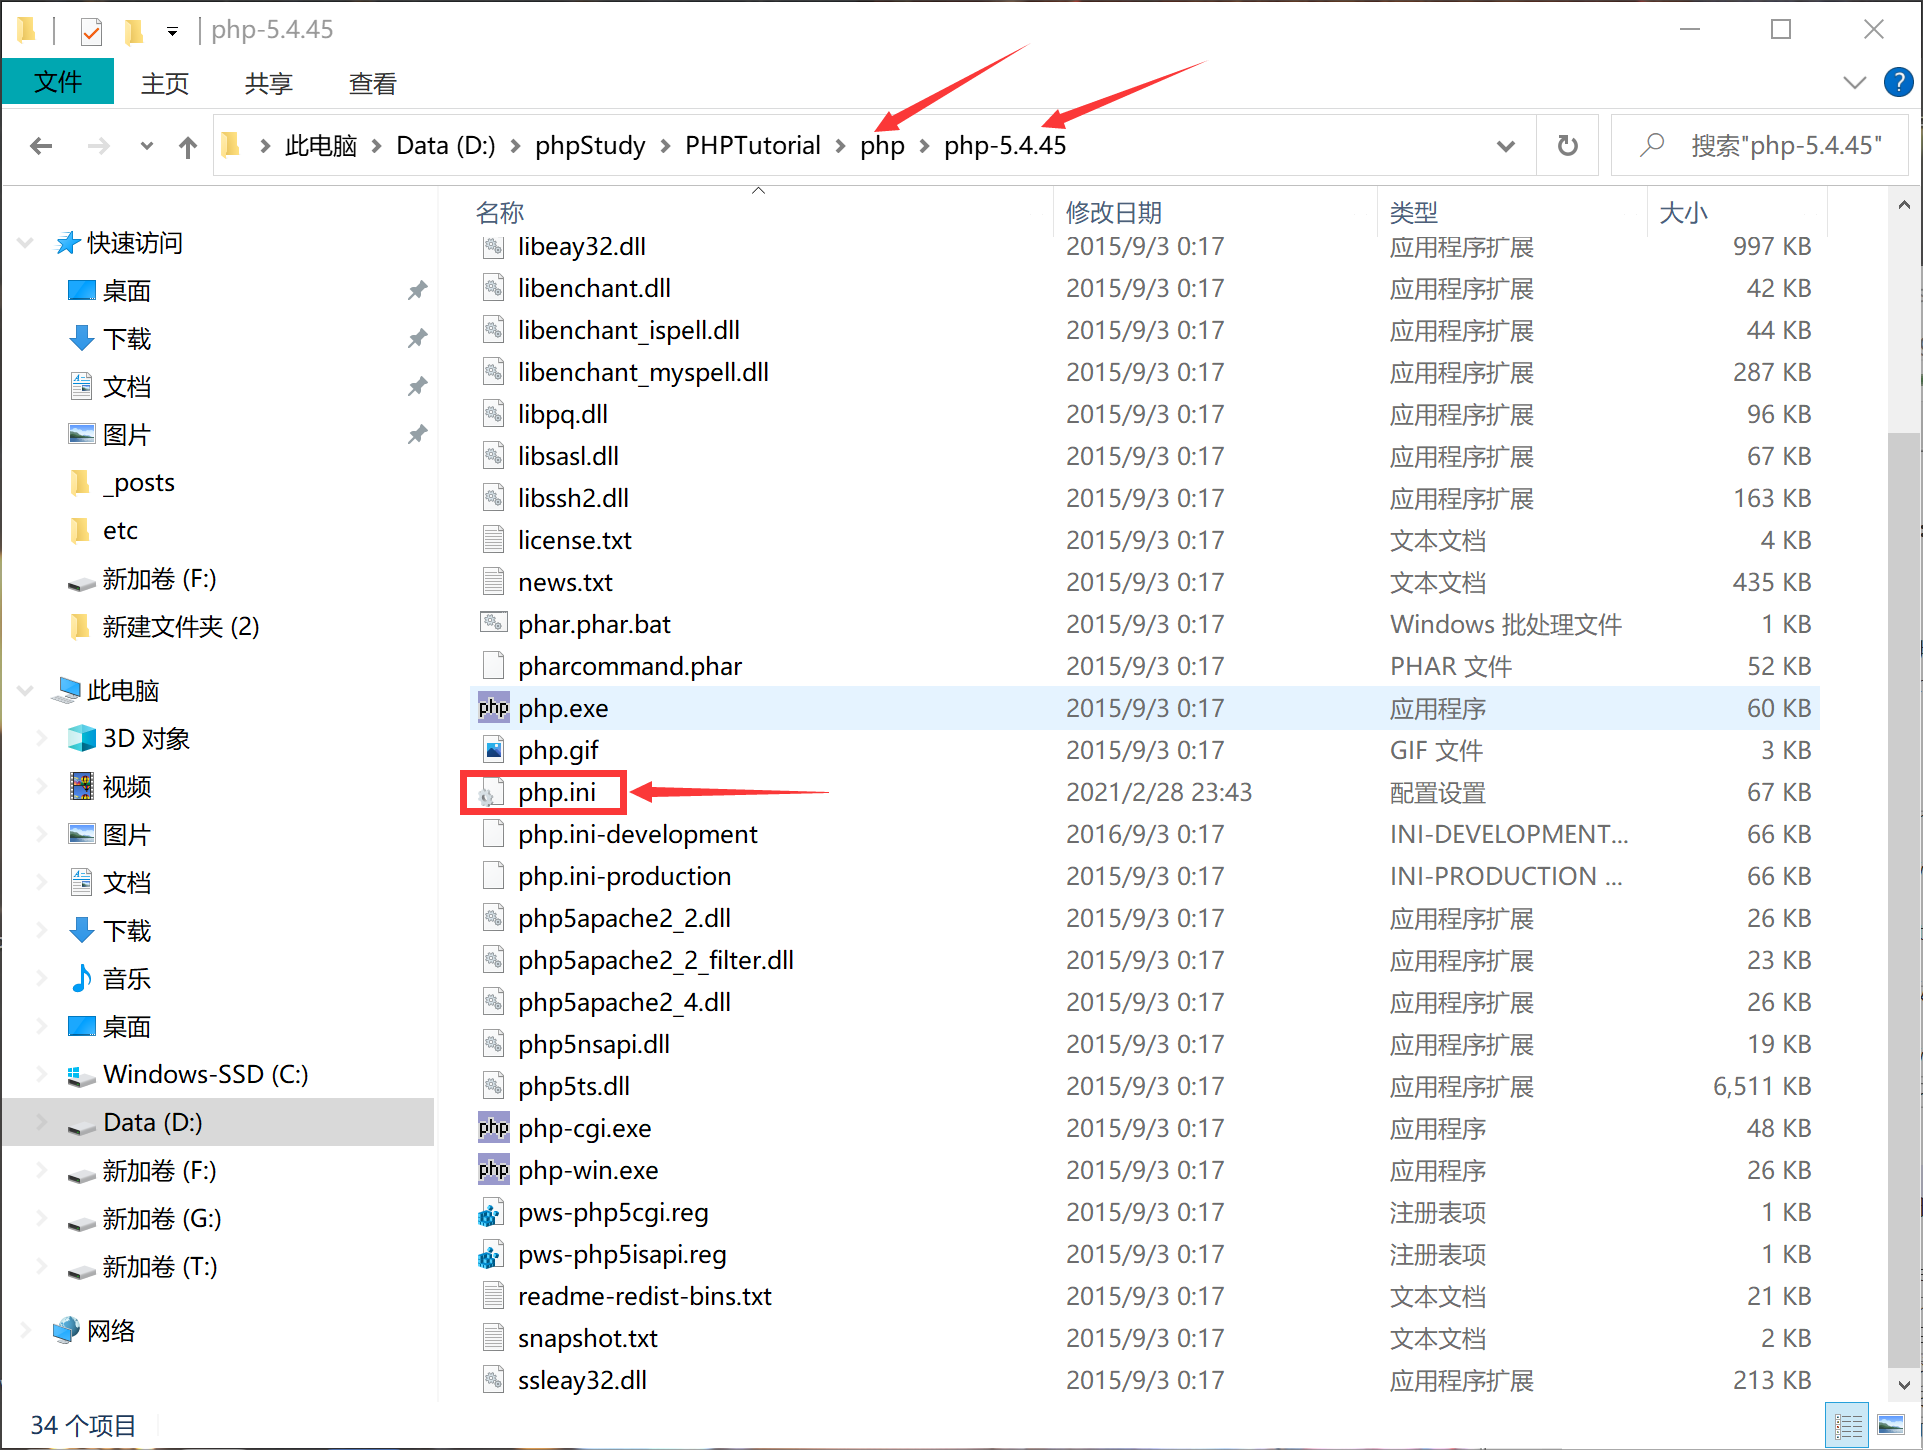 php-5.4.45
文件 主页 共享 查看
此电脑 Data (D:) phpStudy PHPTutorial php php-5.4.45 搜索"php-5.4.45"
名称 修改日期 类型 大小
快速访问
桌面
下载
文档
图片
_posts
etc
新加卷 (F:)
新建文件夹 (2)
此电脑
3D 对象
视频
图片
文档
下载
音乐
桌面
Windows-SSD (C:)
Data (D:)
新加卷 (F:)
新加卷 (G:)
新加卷 (T:)
网络
libeay32.dll 2015/9/3 0:17 应用程序扩展 997 KB
libenchant.dll 2015/9/3 0:17 应用程序扩展 42 KB
libenchant_ispell.dll 2015/9/3 0:17 应用程序扩展 44 KB
libenchant_myspell.dll 2015/9/3 0:17 应用程序扩展 287 KB
libpq.dll 2015/9/3 0:17 应用程序扩展 96 KB
libsasl.dll 2015/9/3 0:17 应用程序扩展 67 KB
libssh2.dll 2015/9/3 0:17 应用程序扩展 163 KB
license.txt 2015/9/3 0:17 文本文档 4 KB
news.txt 2015/9/3 0:17 文本文档 435 KB
phar.phar.bat 2015/9/3 0:17 Windows 批处理文件 1 KB
pharcommand.phar 2015/9/3 0:17 PHAR 文件 52 KB
php php.exe 2015/9/3 0:17 应用程序 60 KB
php.gif 2015/9/3 0:17 GIF 文件 3 KB
php.ini 2021/2/28 23:43 配置设置 67 KB
php.ini-development 2016/9/3 0:17 INI-DEVELOPMENT... 66 KB
php.ini-production 2015/9/3 0:17 INI-PRODUCTION ... 66 KB
php5apache2_2.dll 2015/9/3 0:17 应用程序扩展 26 KB
php5apache2_2_filter.dll 2015/9/3 0:17 应用程序扩展 23 KB
php5apache2_4.dll 2015/9/3 0:17 应用程序扩展 26 KB
php5nsapi.dll 2015/9/3 0:17 应用程序扩展 19 KB
php5ts.dll 2015/9/3 0:17 应用程序扩展 6,511 KB
php php-cgi.exe 2015/9/3 0:17 应用程序 48 KB
php php-win.exe 2015/9/3 0:17 应用程序 26 KB
pws-php5cgi.reg 2015/9/3 0:17 注册表项 1 KB
pws-php5isapi.reg 2015/9/3 0:17 注册表项 1 KB
readme-redist-bins.txt 2015/9/3 0:17 文本文档 21 KB
snapshot.txt 2015/9/3 0:17 文本文档 2 KB
ssleay32.dll 2015/9/3 0:17 应用程序扩展 213 KB
34 个项目